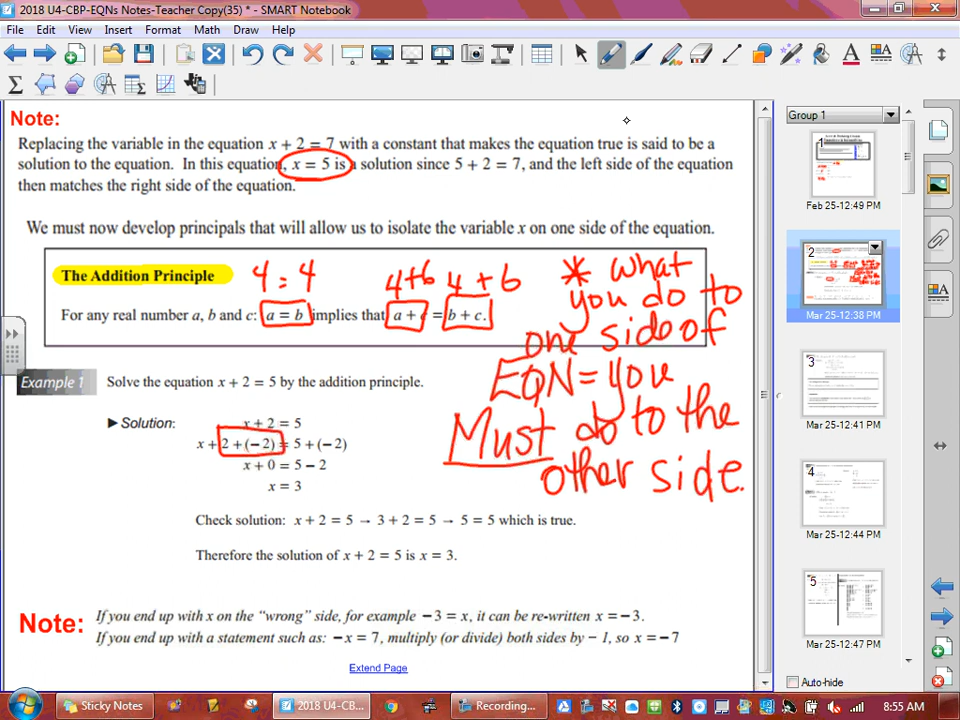 2018 U4-CBP-EQNs Notes-Teacher Copy(35) * - SMART Notebook
File Edit View Insert Format Math Draw Help
Note:
Replacing the variable in the equation x + 2 = 7 with a constant that makes the equation true is said to be a
solution to the equation. In this equation, x = 5 is a solution since 5 + 2 = 7, and the left side of the equation
then matches the right side of the equation.
We must now develop principals that will allow us to isolate the variable x on one side of the equation.
The Addition Principle
4 = 4 4+6 4+6
For any real number a, b and c: a = b implies that a + c = b + c.
* what
you do to
one side of
EQN = you
Must do to the
other side.
Example 1
Solve the equation x + 2 = 5 by the addition principle.
►Solution:
x + 2 = 5
x + 2 + (−2) = 5 + (−2)
x + 0 = 5 − 2
x = 3
Check solution: x + 2 = 5 → 3 + 2 = 5 → 5 = 5 which is true.
Therefore the solution of x + 2 = 5 is x = 3.
Note:
If you end up with x on the “wrong” side, for example −3 = x, it can be re-written x = −3.
If you end up with a statement such as: −x = 7, multiply (or divide) both sides by − 1, so x = −7
Extend Page
Group 1
1
Feb 25-12:49 PM
2
Mar 25-12:38 PM
3
Mar 25-12:41 PM
4
Mar 25-12:44 PM
5
Mar 25-12:47 PM
Auto-hide
Sticky Notes
2018 U4-CB...
Recording...
8:55 AM